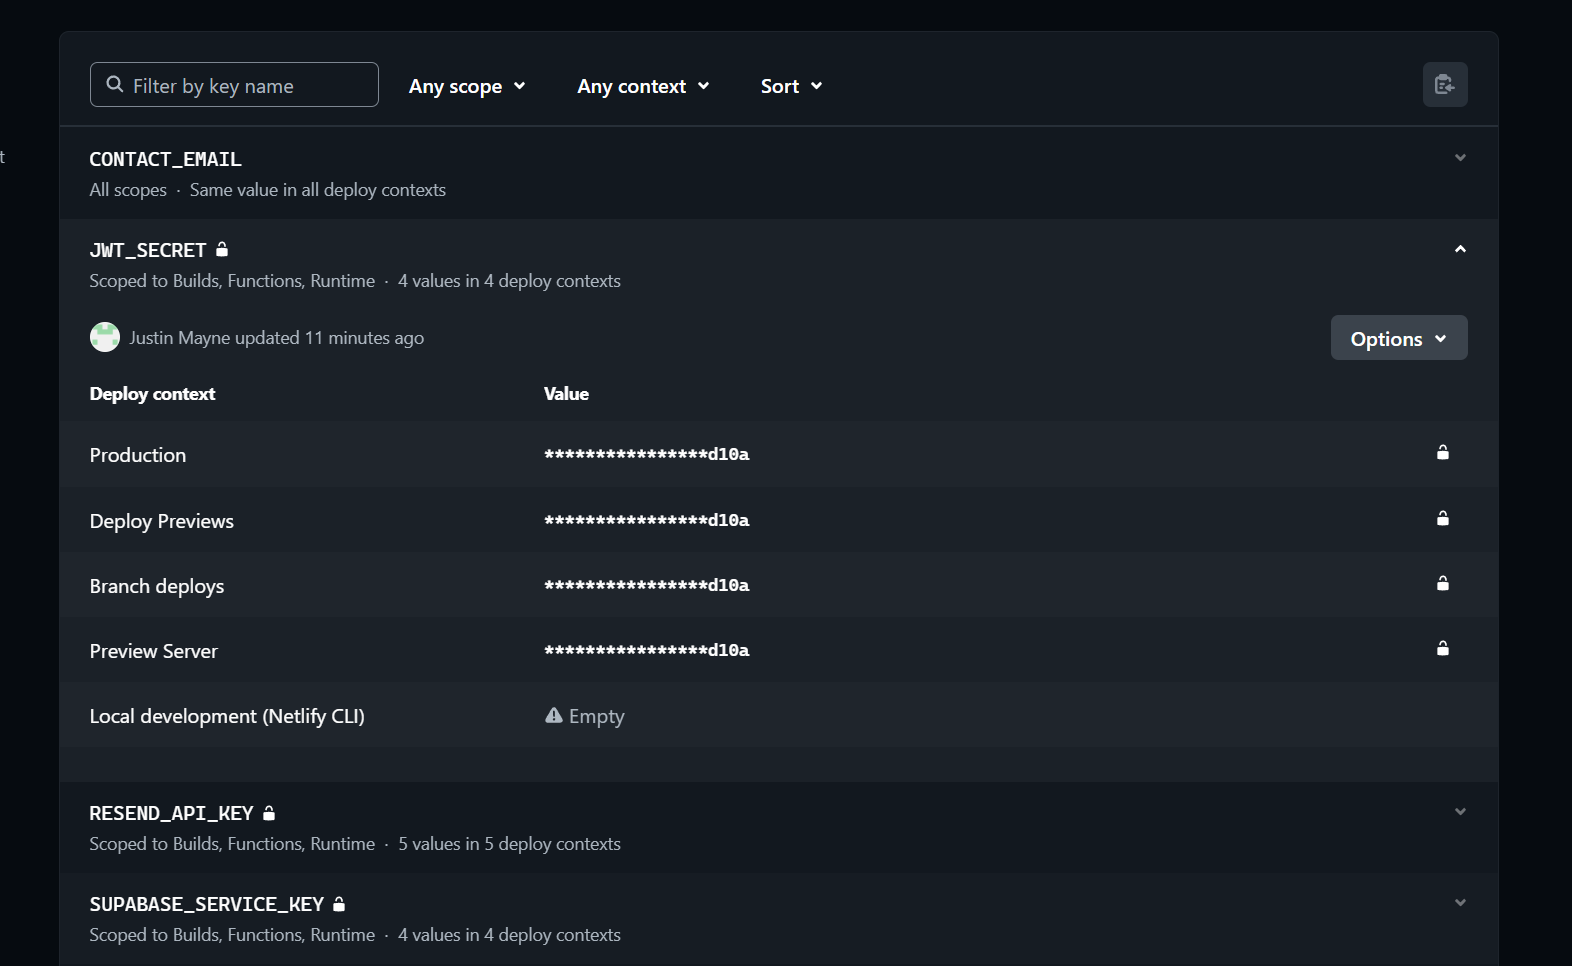 Filter by key name Any scope Any context Sort
t
CONTACT_EMAIL
All scopes · Same value in all deploy contexts
JWT_SECRET
Scoped to Builds, Functions, Runtime · 4 values in 4 deploy contexts
Justin Mayne updated 11 minutes ago Options
Deploy context Value
Production ****************d10a
Deploy Previews ****************d10a
Branch deploys ****************d10a
Preview Server ****************d10a
Local development (Netlify CLI) Empty
RESEND_API_KEY
Scoped to Builds, Functions, Runtime · 5 values in 5 deploy contexts
SUPABASE_SERVICE_KEY
Scoped to Builds, Functions, Runtime · 4 values in 4 deploy contexts